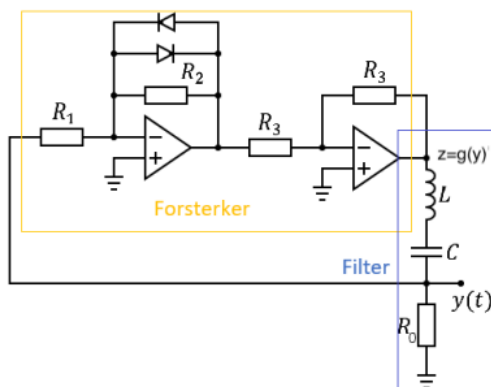 R₂
R₁
R₃
R₃
−
+
−
+
z=g(y)
L
Forsterker
C
Filter
y(t)
R₀